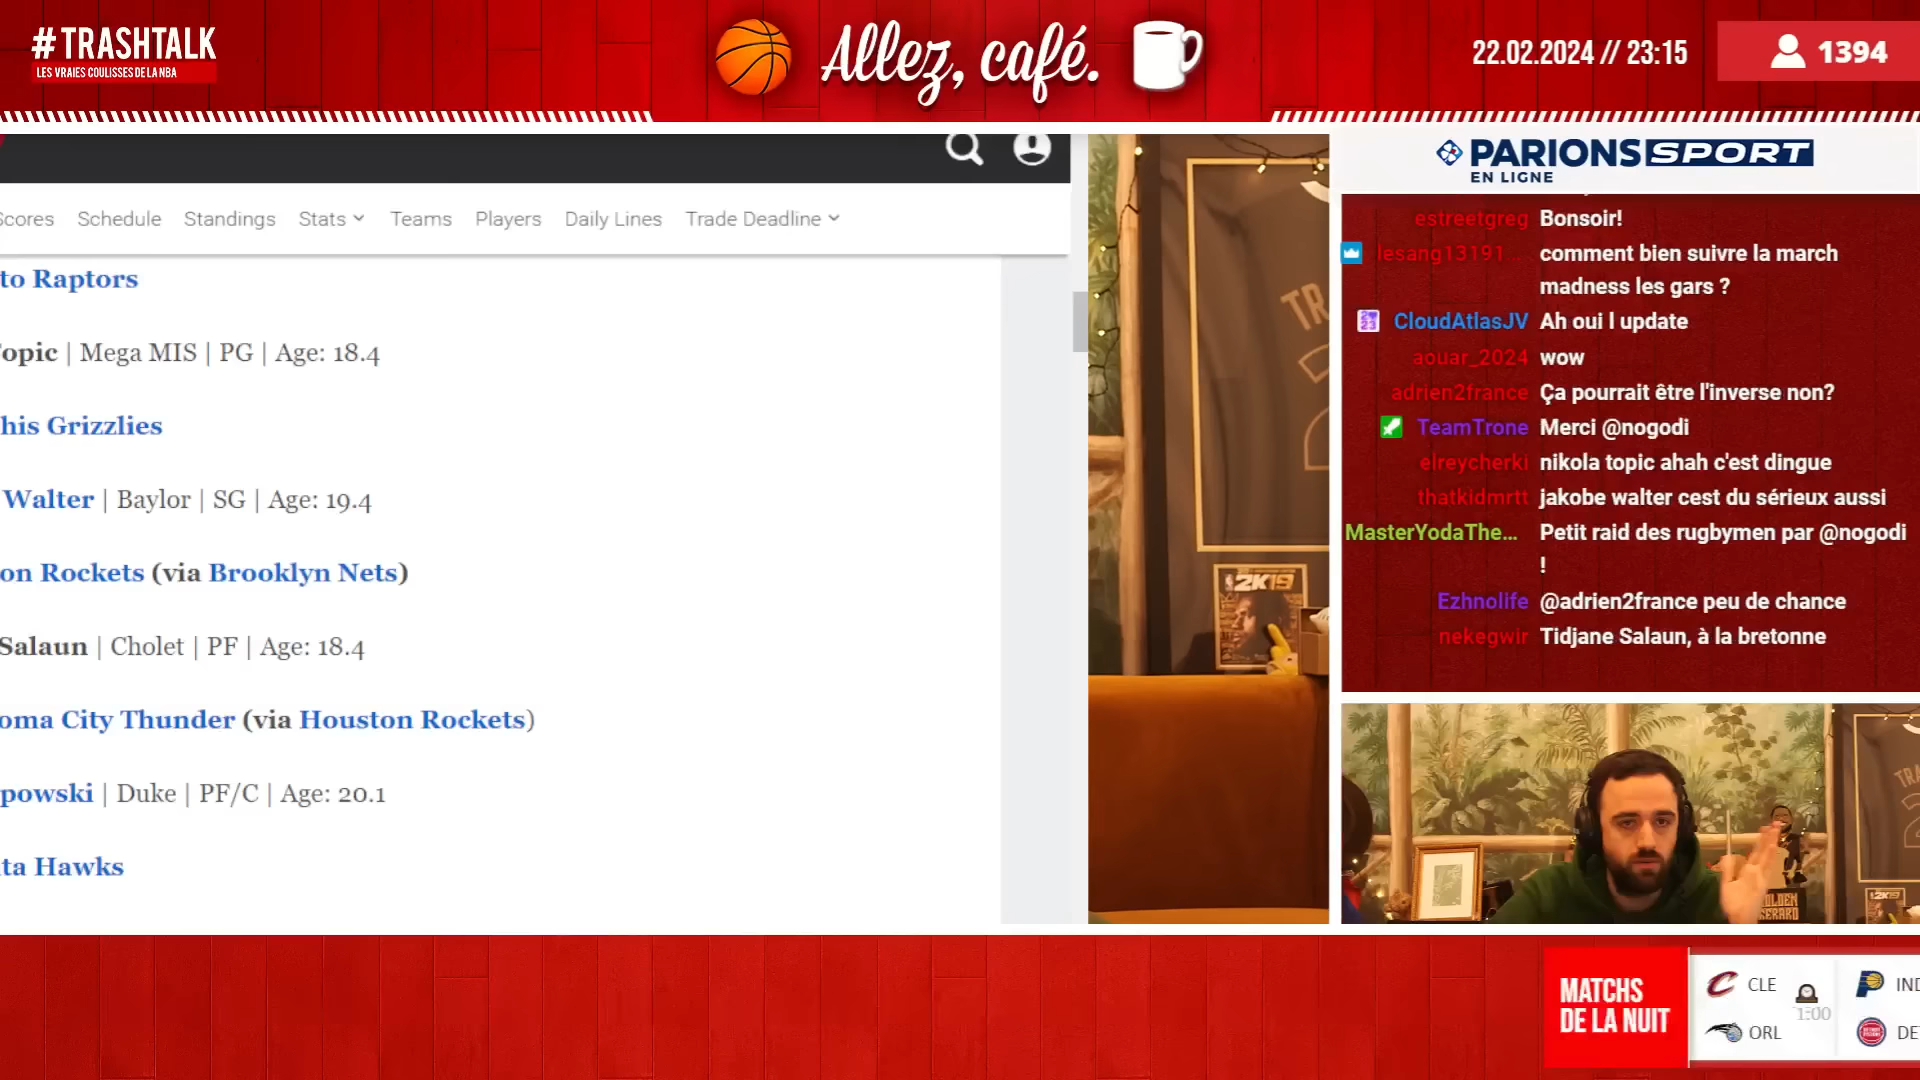 #TRASHTALK
LES VRAIES COULISSES DE LA NBA
Allez, café.
22.02.2024 // 23:15
1394
Scores Schedule Standings Stats Teams Players Daily Lines Trade Deadline
to Raptors
Topic | Mega MIS | PG | Age: 18.4
his Grizzlies
Walter | Baylor | SG | Age: 19.4
on Rockets (via Brooklyn Nets)
Salaun | Cholet | PF | Age: 18.4
oma City Thunder (via Houston Rockets)
powski | Duke | PF/C | Age: 20.1
ta Hawks
TR
2K19
PARIONS SPORT
EN LIGNE
estreetgreg Bonsoir!
lesang13191... comment bien suivre la march
madness les gars ?
CloudAtlasJV Ah oui l update
aouar_2024 wow
adrien2france Ça pourrait être l'inverse non?
TeamTrone Merci @nogodi
elreycherki nikola topic ahah c'est dingue
thatkidmrtt jakobe walter cest du sérieux aussi
MasterYodaThe... Petit raid des rugbymen par @nogodi
!
Ezhnolife @adrien2france peu de chance
nekegwir Tidjane Salaun, à la bretonne
TRA
2K19
GOLDEN
GERARD
MATCHS
DE LA NUIT
CLE
ORL
1:00
IND
DE